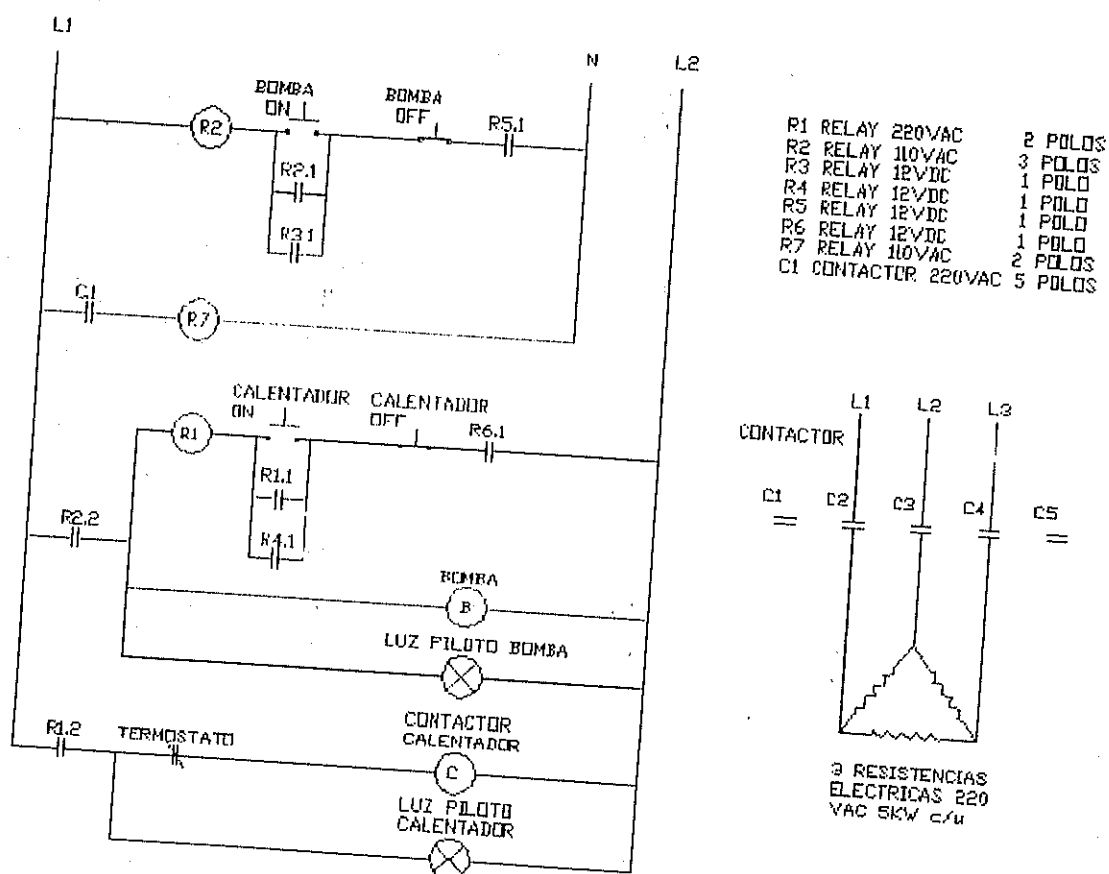 L1
N
L2
BOMBA
ON
BOMBA
OFF
R5.1
R2
R2.1
R3.1
C1
R7
CALENTADOR
ON
CALENTADOR
OFF
R6.1
R1
R1.1
R4.1
R2.2
BOMBA
B
LUZ PILOTO BOMBA
R1.2
TERMOSTATO
CONTACTOR
CALENTADOR
C
LUZ PILOTO
CALENTADOR
R1 RELAY 220VAC 2 POLOS
R2 RELAY 110VAC 3 POLOS
R3 RELAY 12VDC 1 POLO
R4 RELAY 12VDC 1 POLO
R5 RELAY 12VDC 1 POLO
R6 RELAY 12VDC 1 POLO
R7 RELAY 110VAC 2 POLOS
C1 CONTACTOR 220VAC 5 POLOS
L1 L2 L3
CONTACTOR
C1 C2 C3 C4 C5
3 RESISTENCIAS
ELECTRICAS 220
VAC 5KW c/u